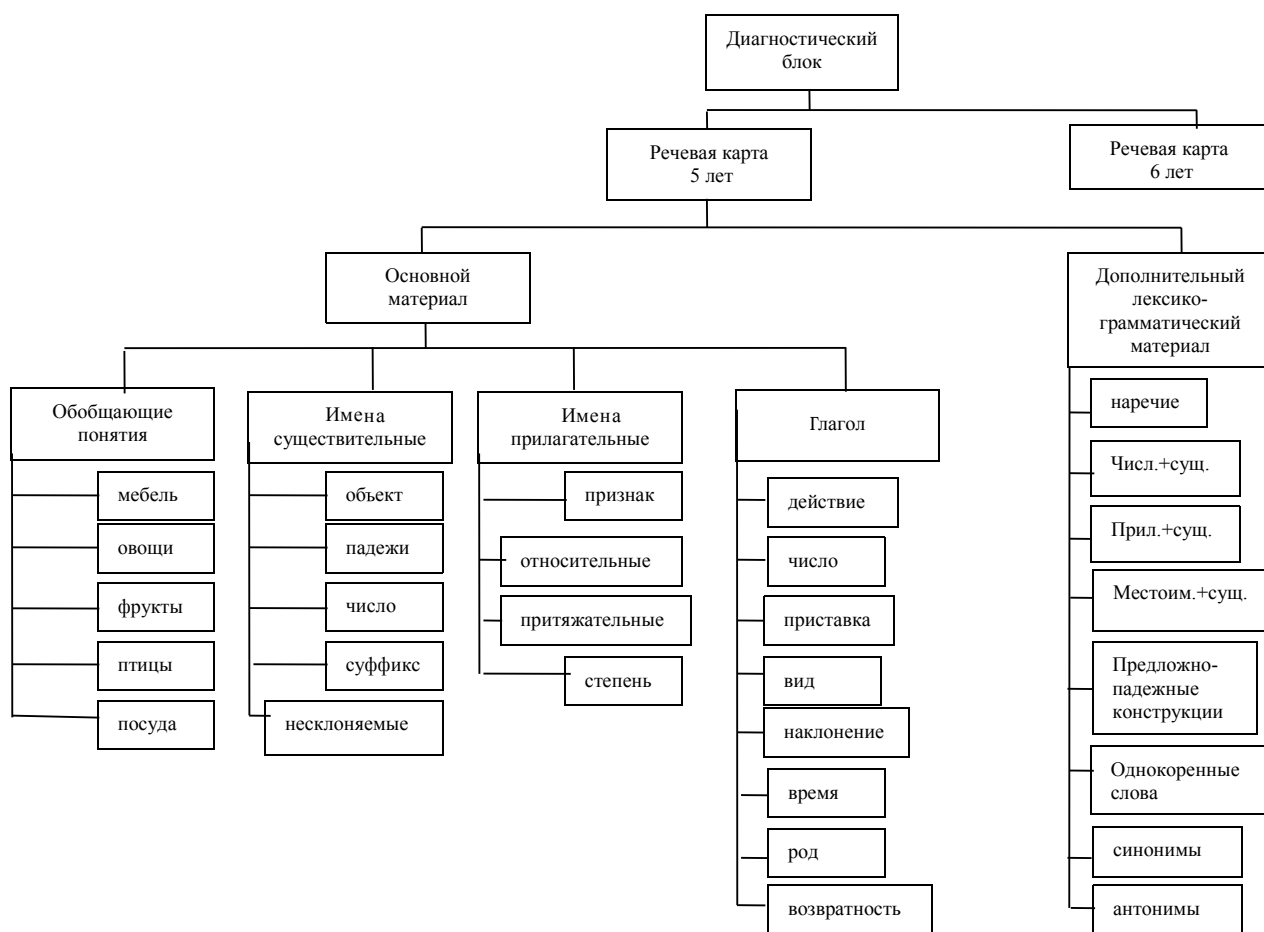 Диагностический
блок
Речевая карта
5 лет
Речевая карта
6 лет
Основной
материал
Дополнительный
лексико-
грамматический
материал
Обобщающие
понятия
мебель
овощи
фрукты
птицы
посуда
Имена
существительные
объект
падежи
число
суффикс
несклоняемые
Имена
прилагательные
признак
относительные
притяжательные
степень
Глагол
действие
число
приставка
вид
наклонение
время
род
возвратность
наречие
Числ.+сущ.
Прил.+сущ.
Местоим.+сущ.
Предложно-
падежные
конструкции
Однокоренные
слова
синонимы
антонимы